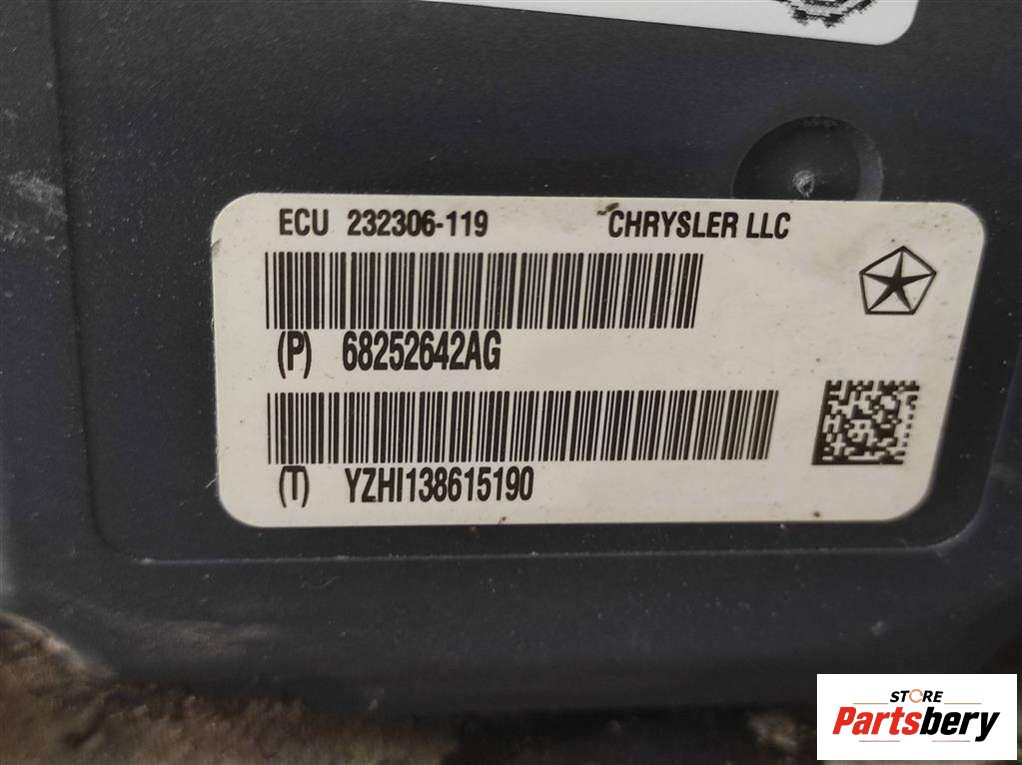 ECU 232306-119 CHRYSLER LLC
(P) 68252642AG
(T) YZHI138615190
STORE
Partsbery